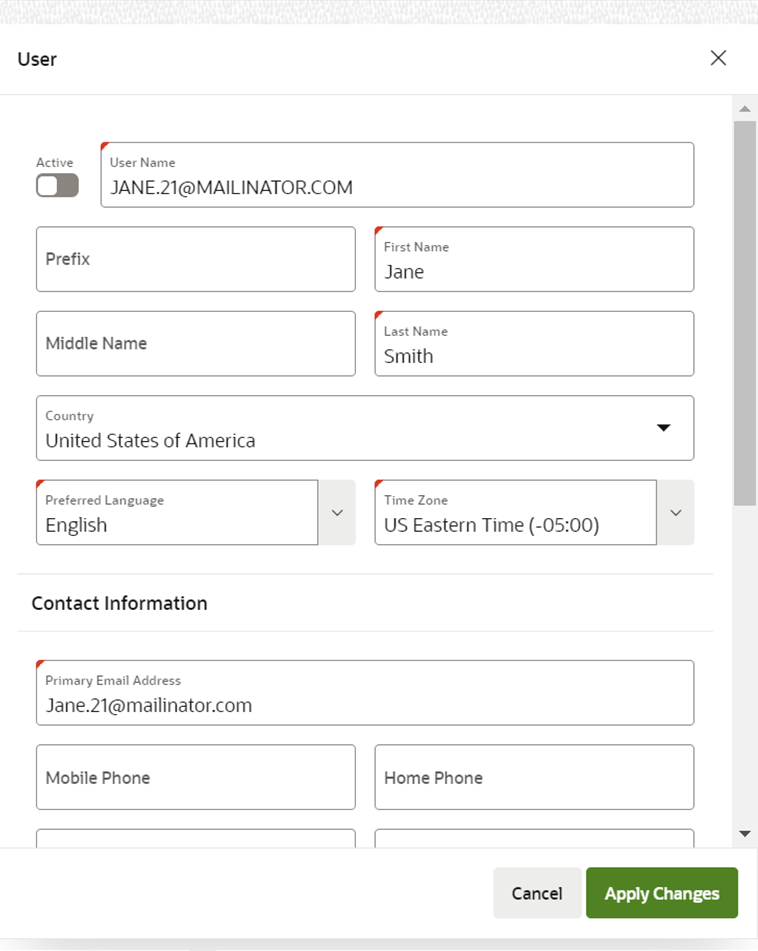 User
Active
User Name
JANE.21@MAILINATOR.COM
Prefix
First Name
Jane
Middle Name
Last Name
Smith
Country
United States of America
Preferred Language
English
Time Zone
US Eastern Time (-05:00)
Contact Information
Primary Email Address
Jane.21@mailinator.com
Mobile Phone
Home Phone
Cancel
Apply Changes